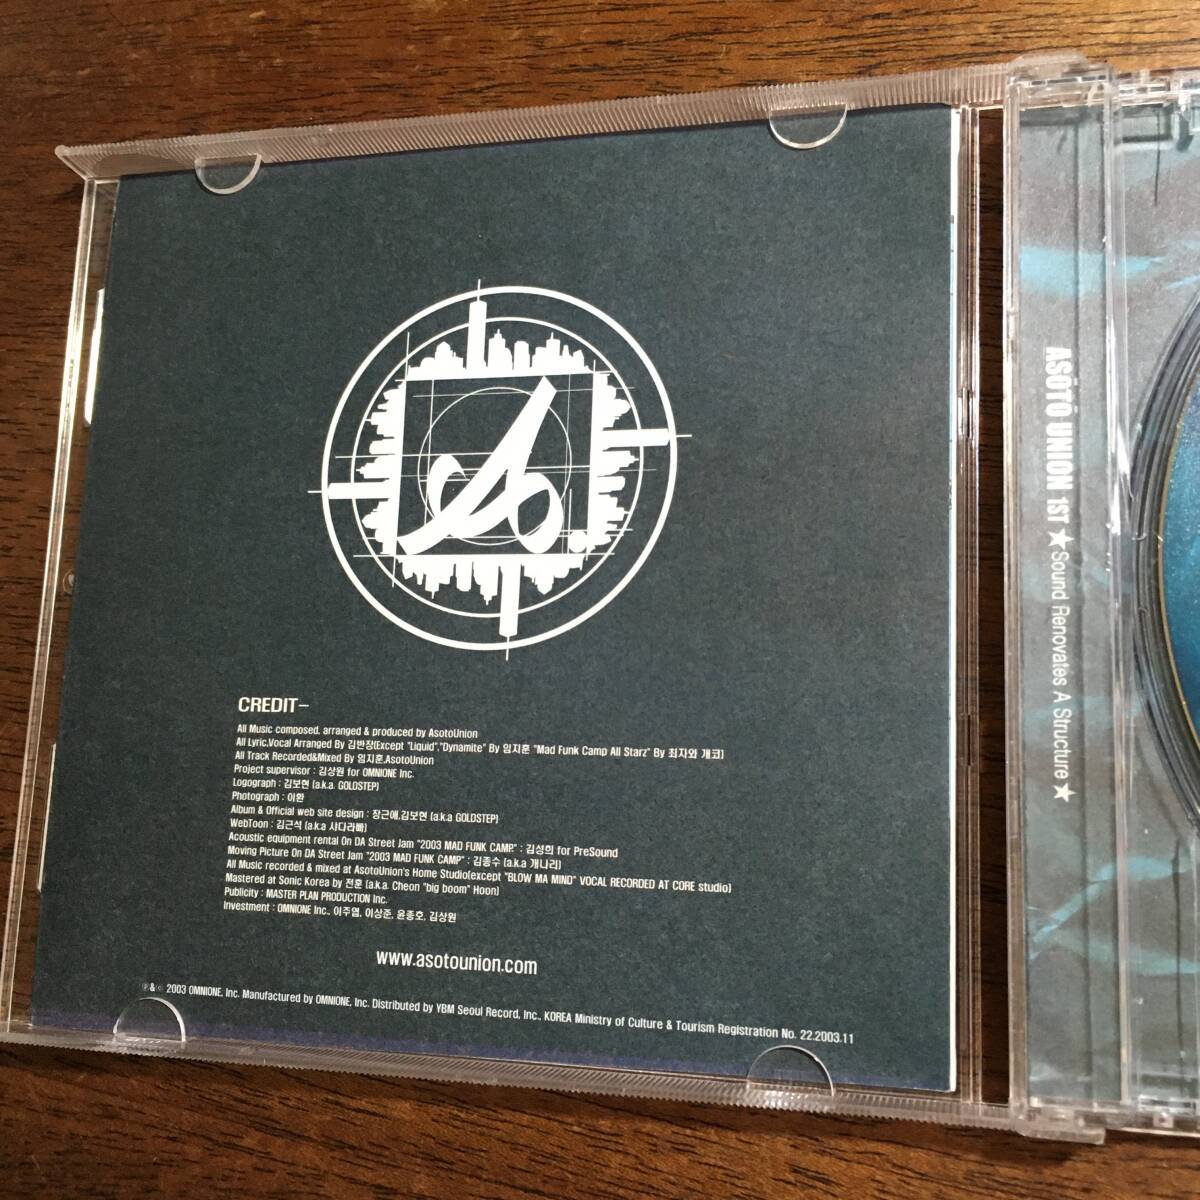 CREDIT–
All Music composed, arranged & produced by AsotoUnion
All Lyric,Vocal Arranged By 김반장(Except "Liquid","Dynamite" By 임지훈 "Mad Funk Camp All Starz" By 최자와 개코)
All Track Recorded&Mixed By 임지훈,AsotoUnion
Project supervisor : 김상원 for OMNIONE Inc.
Logograph : 김보현 (a.k.a. GOLDSTEP)
Photograph : 이환
Album & Official web site design : 장근애,김보현 (a.k.a GOLDSTEP)
WebToon : 김근석 (a.k.a 사다라빠)
Acoustic equipment rental On DA Street Jam "2003 MAD FUNK CAMP." : 김성희 for PreSound
Moving Picture On DA Street Jam "2003 MAD FUNK CAMP" : 김종수 (a.k.a 개나리)
All Music recorded & mixed at AsotoUnion's Home Studio(except "BLOW MA MIND" VOCAL RECORDED AT CORE studio)
Mastered at Sonic Korea by 전훈 (a.k.a. Cheon "big boom" Hoon)
Publicity : MASTER PLAN PRODUCTION Inc.
Investment : OMNIONE Inc., 이주엽, 이상준, 윤종호, 김상원
www.asotounion.com
℗&© 2003 OMNIONE, Inc. Manufactured by OMNIONE, Inc. Distributed by YBM Seoul Record, Inc., KOREA Ministry of Culture & Tourism Registration No. 22.2003.11
ASOTO UNION 1ST ★Sound Renovates A Structure★